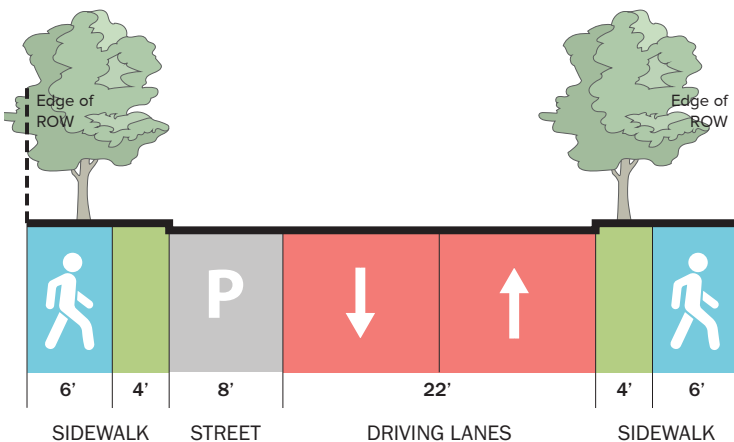 Edge of
ROW
Edge of
ROW
P
6’
4’
8’
22’
4’
6’
SIDEWALK
STREET
DRIVING LANES
SIDEWALK